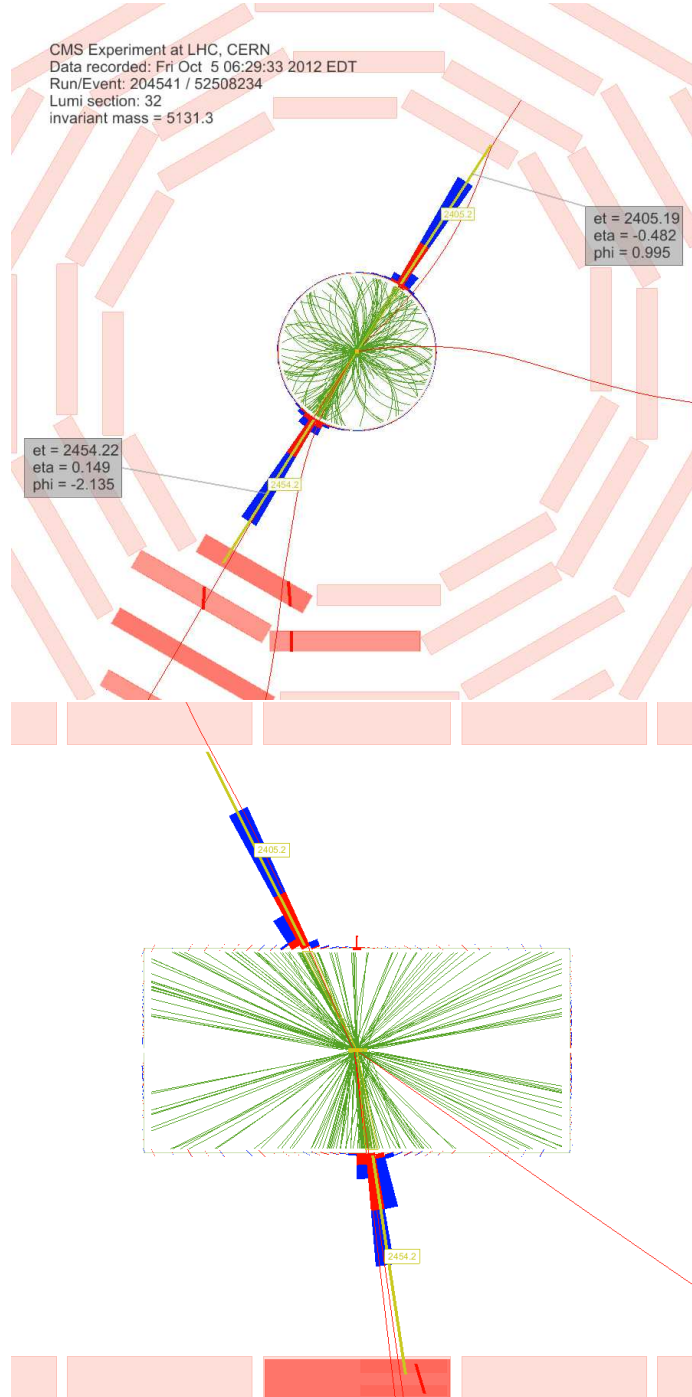 CMS Experiment at LHC, CERN
Data recorded: Fri Oct  5 06:29:33 2012 EDT
Run/Event: 204541 / 52508234
Lumi section: 32
invariant mass = 5131.3
2405.2
et = 2405.19
eta = -0.482
phi = 0.995
et = 2454.22
eta = 0.149
phi = -2.135
2454.2
2405.2
2454.2